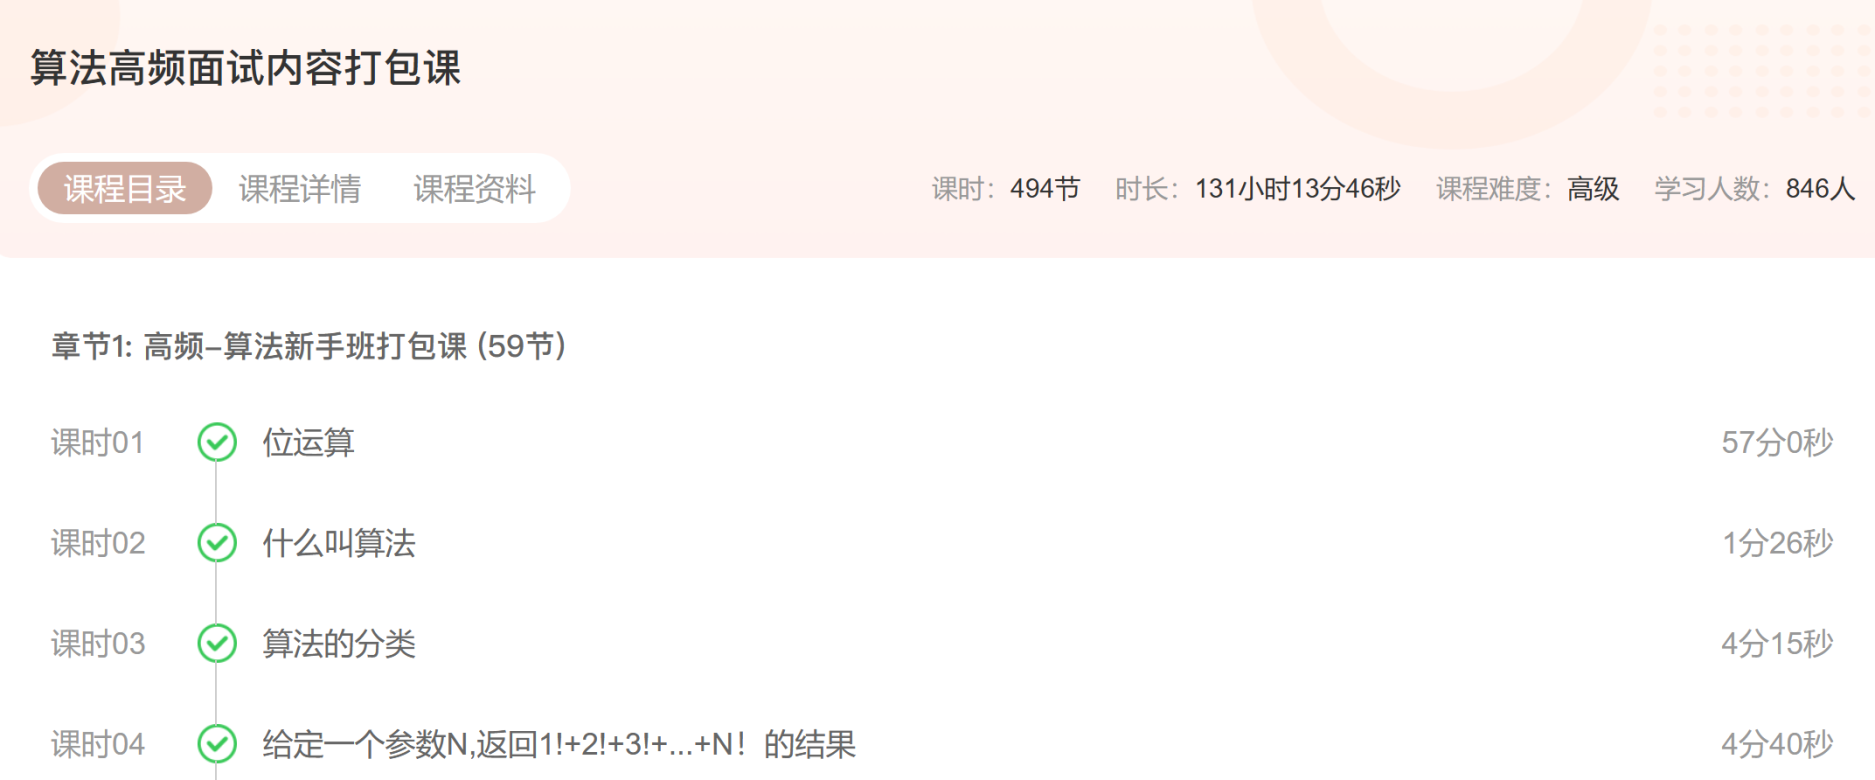 算法高频面试内容打包课
课程目录 课程详情 课程资料 课时：494节 时长：131小时13分46秒 课程难度：高级 学习人数：846人
章节1: 高频-算法新手班打包课 (59节)
课时01 位运算 57分0秒
课时02 什么叫算法 1分26秒
课时03 算法的分类 4分15秒
课时04 给定一个参数N,返回1!+2!+3!+...+N！的结果 4分40秒